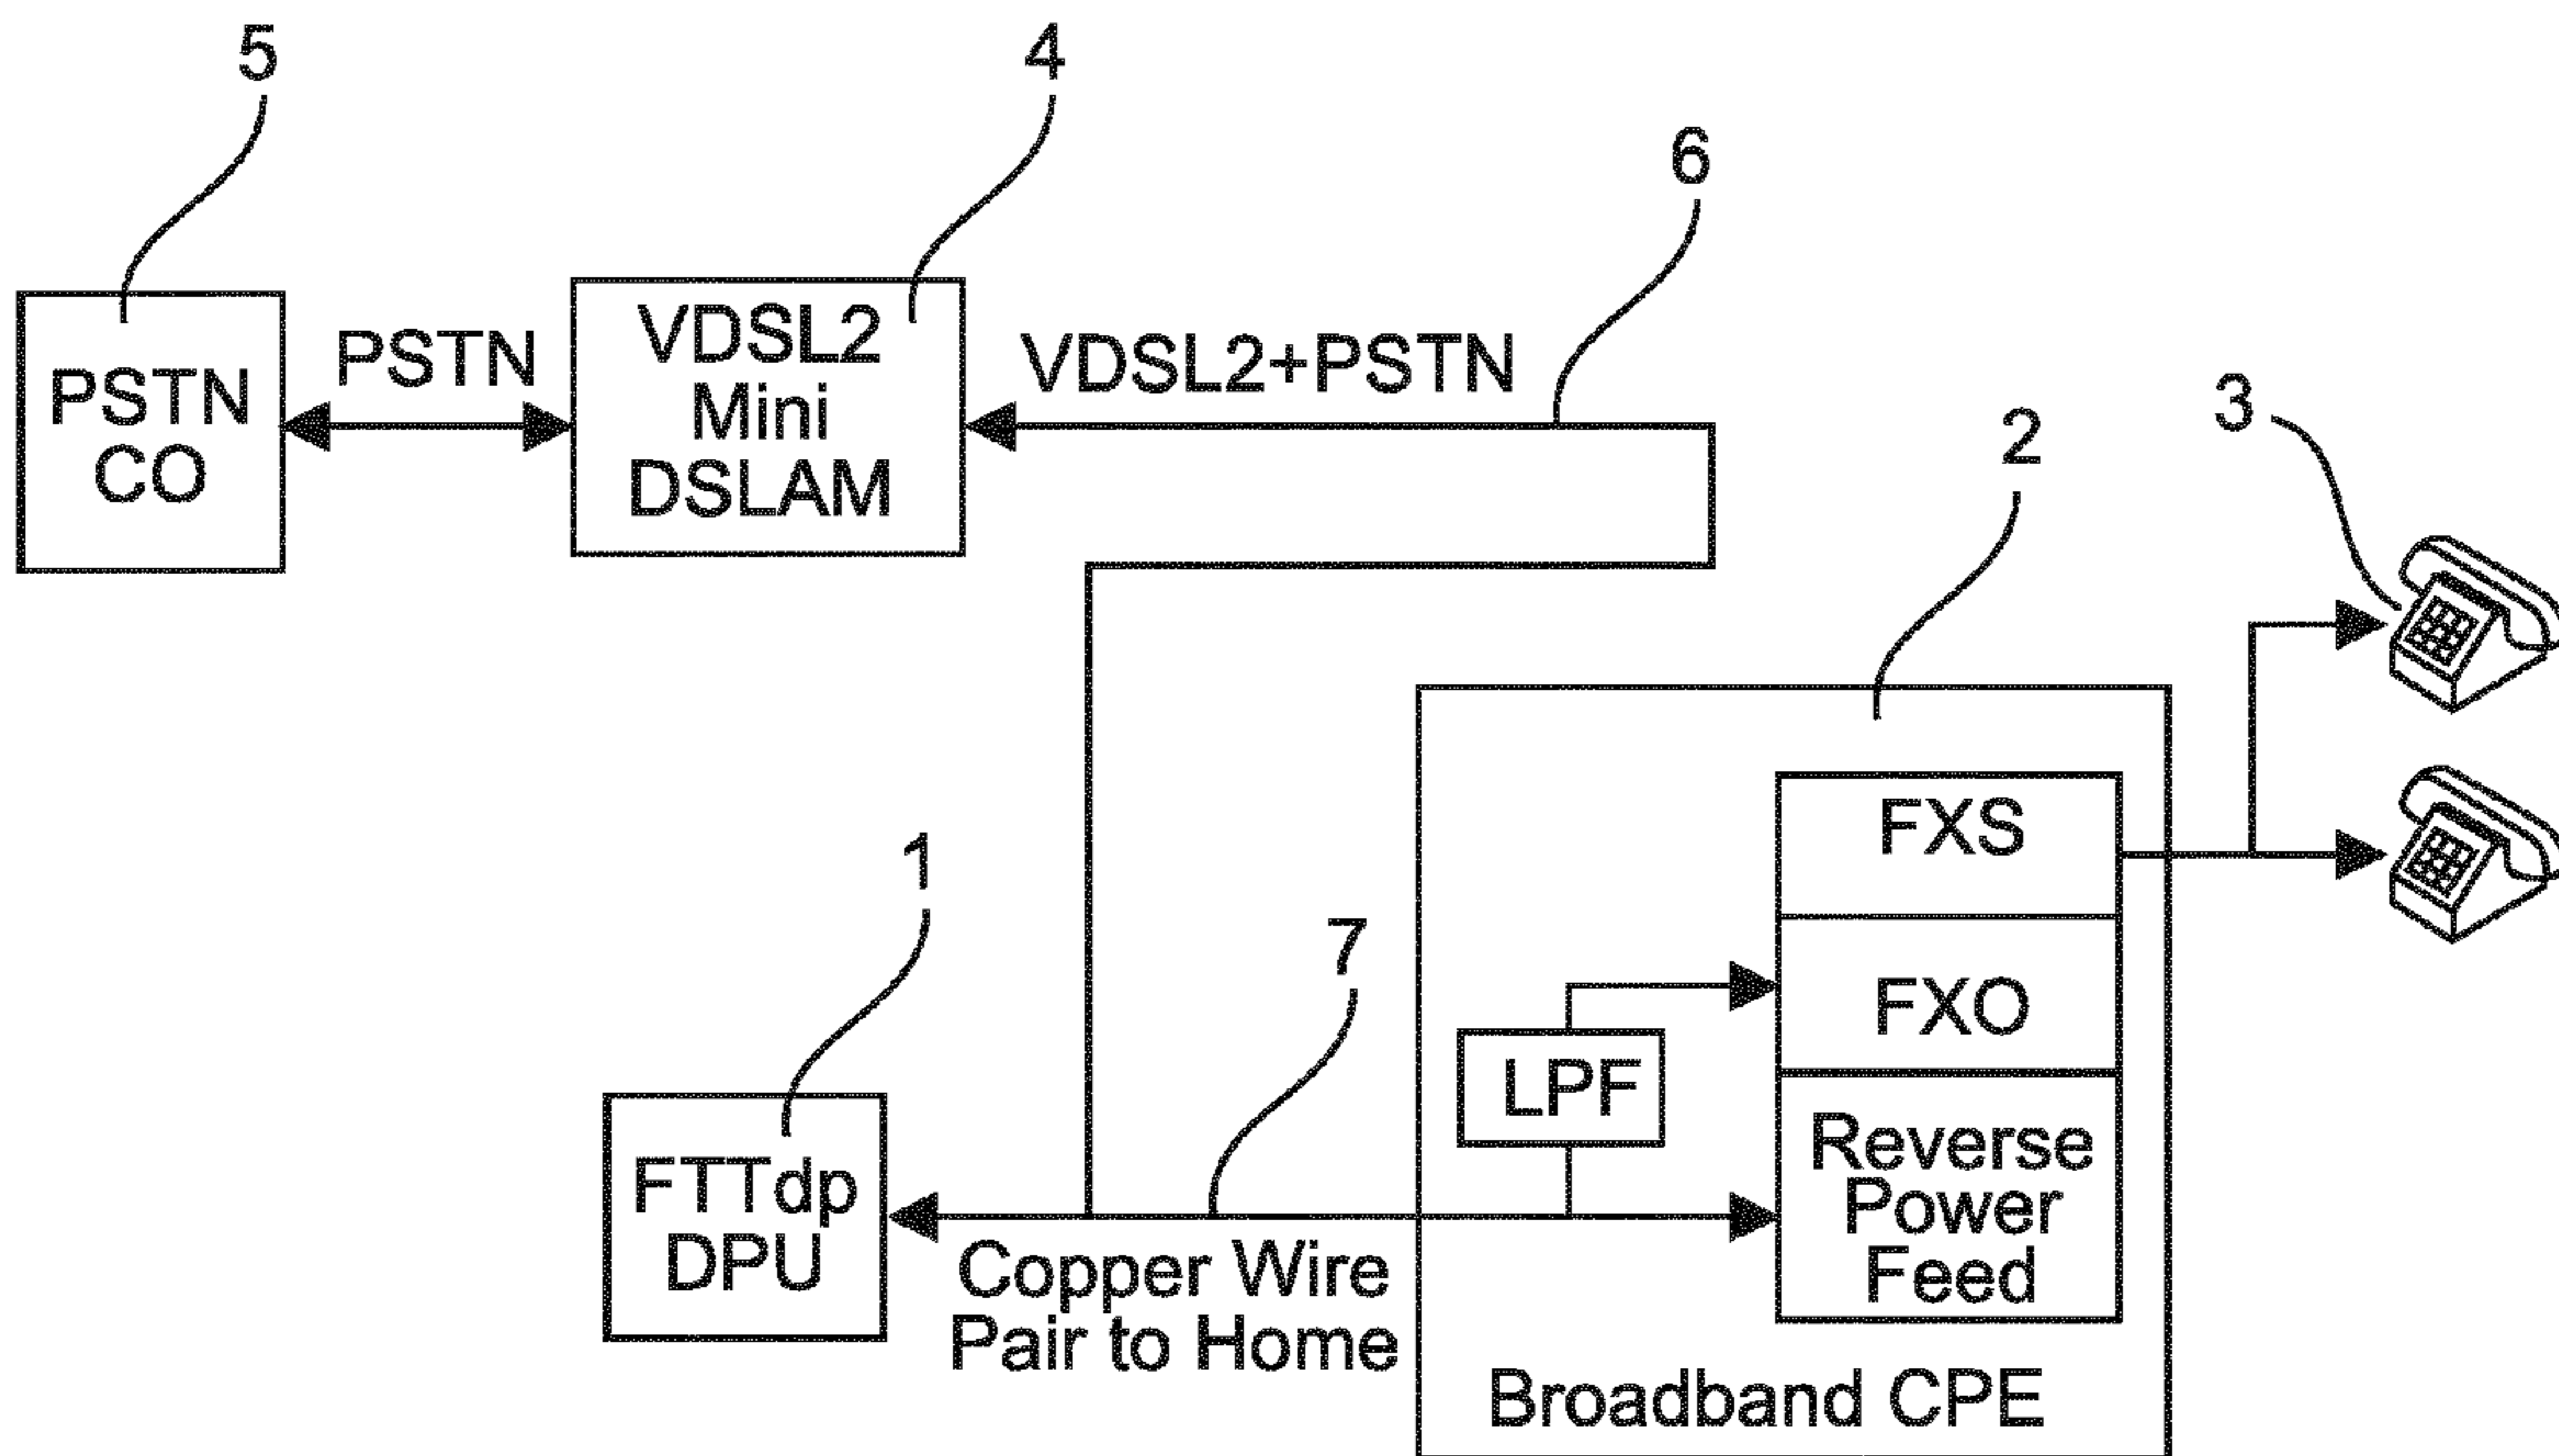 5
4
6
2
3
PSTN
CO
PSTN
VDSL2
Mini
DSLAM
VDSL2+PSTN
1
7
FXS
FXO
LPF
Reverse
Power
Feed
FTTdp
DPU
Copper Wire
Pair to Home
Broadband CPE